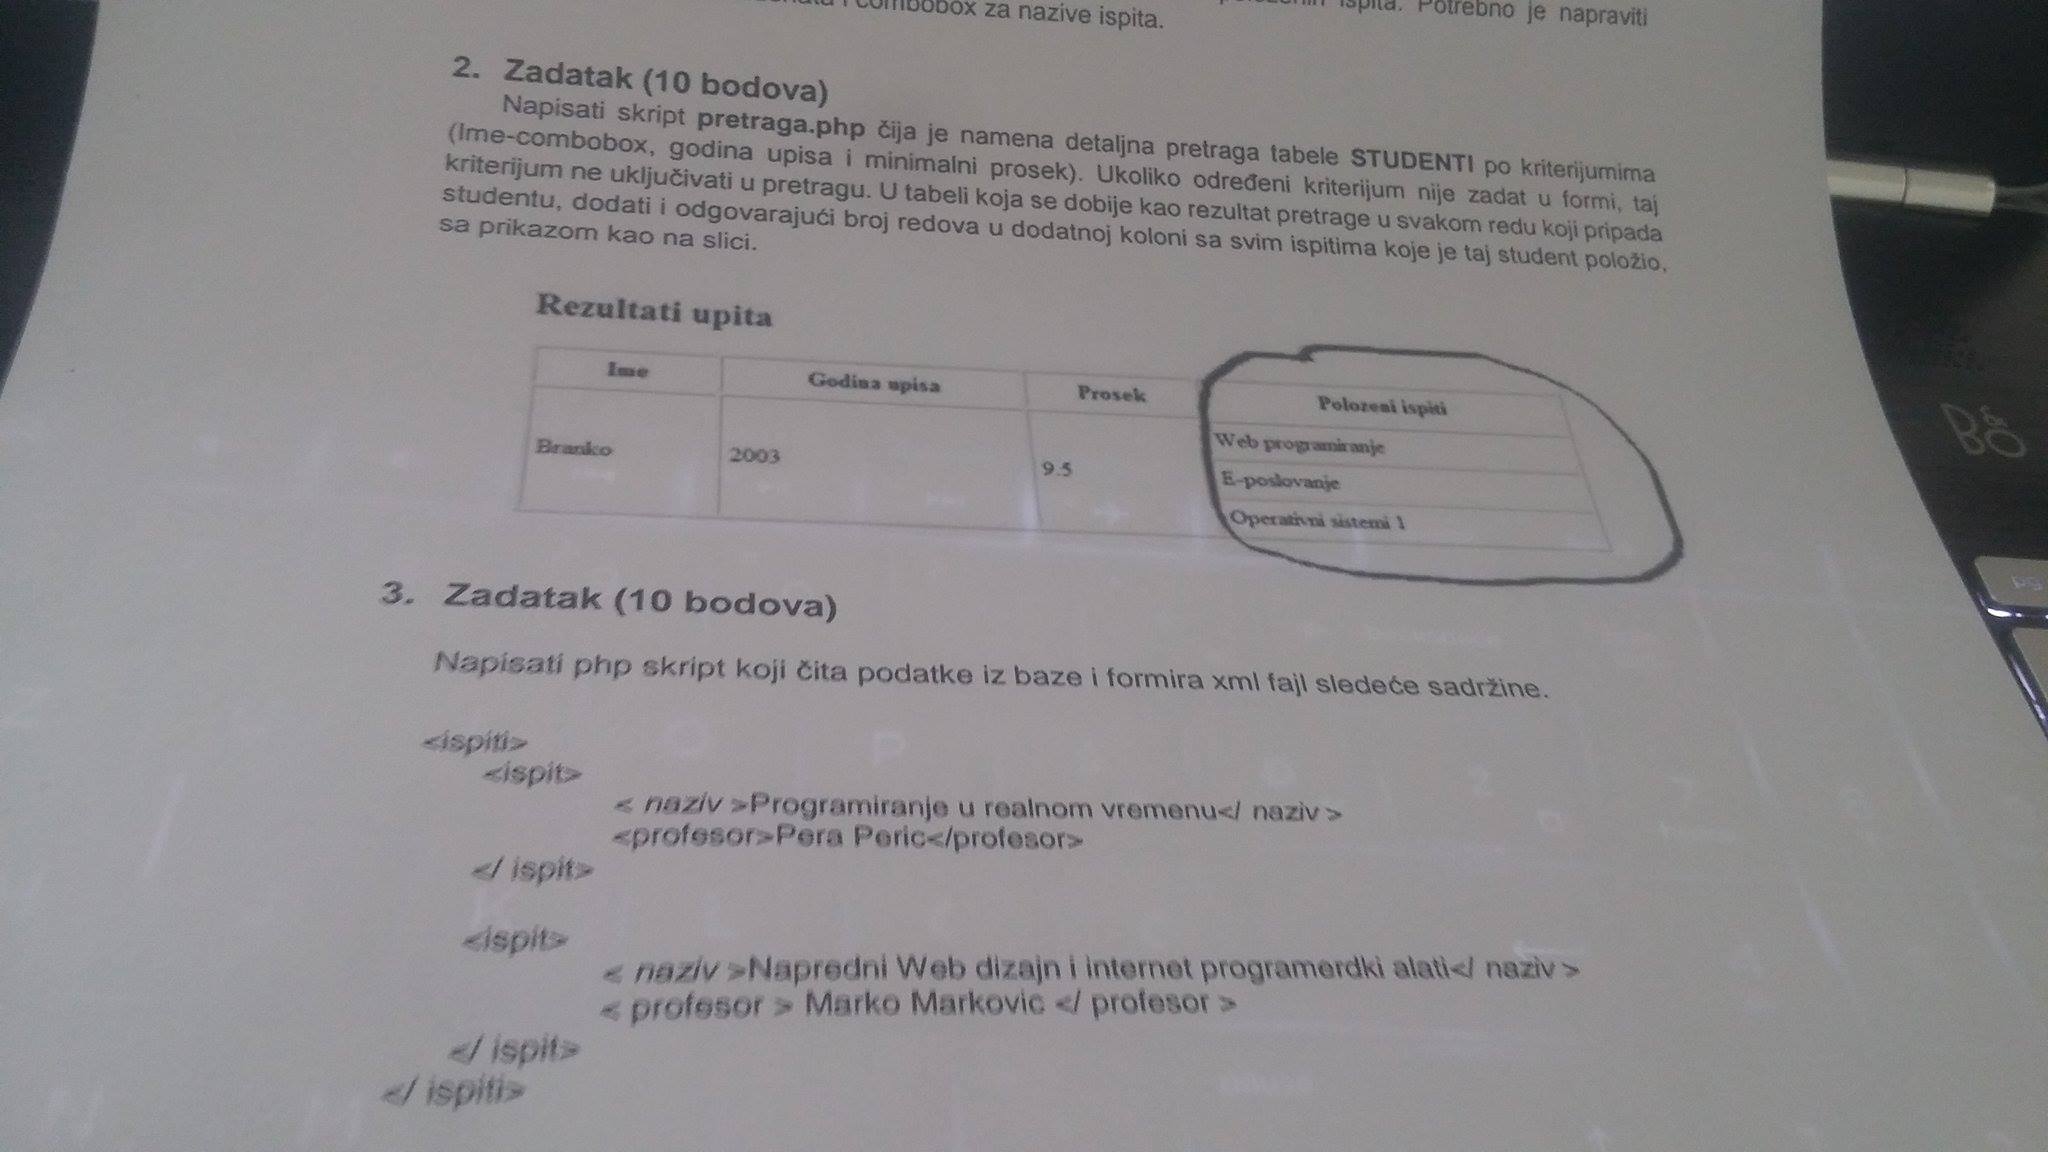 i combobox za nazive ispita.
ispita. Potrebno je napraviti
2. Zadatak (10 bodova)
Napisati skript pretraga.php čija je namena detaljna pretraga tabele STUDENTI po kriterijumima
(Ime-combobox, godina upisa i minimalni prosek). Ukoliko određeni kriterijum nije zadat u formi, taj
kriterijum ne uključivati u pretragu. U tabeli koja se dobije kao rezultat pretrage u svakom redu koji pripada
studentu, dodati i odgovarajući broj redova u dodatnoj koloni sa svim ispitima koje je taj student položio,
sa prikazom kao na slici.
Rezultati upita
Ime Godina upisa Prosek Polozeni ispiti
Branko 2003 9.5 Web programiranje
E-poslovanje
Operativni sistemi 1
3. Zadatak (10 bodova)
Napisati php skript koji čita podatke iz baze i formira xml fajl sledeće sadržine.
<ispiti>
<ispit>
< naziv >Programiranje u realnom vremenu</ naziv >
<profesor>Pera Peric</profesor>
</ ispit>
<ispit>
< naziv >Napredni Web dizajn i internet programerdki alati</ naziv >
< profesor > Marko Markovic </ profesor >
</ ispit>
</ ispiti>
B&O
pg